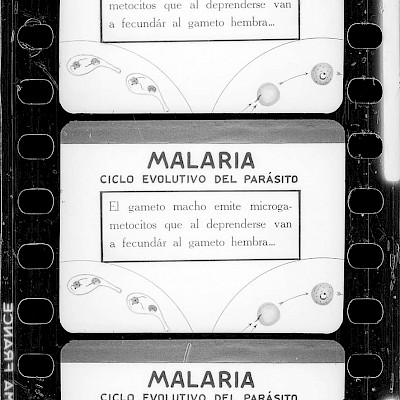 metocitos que al deprenderse van
a fecundár al gameto hembra...
MALARIA
CICLO EVOLUTIVO DEL PARÁSITO
El gameto macho emite microga-
metocitos que al deprenderse van
a fecundár al gameto hembra...
MALARIA
CICLO EVOLUTIVO DEL PARÁSITO
FRANCE